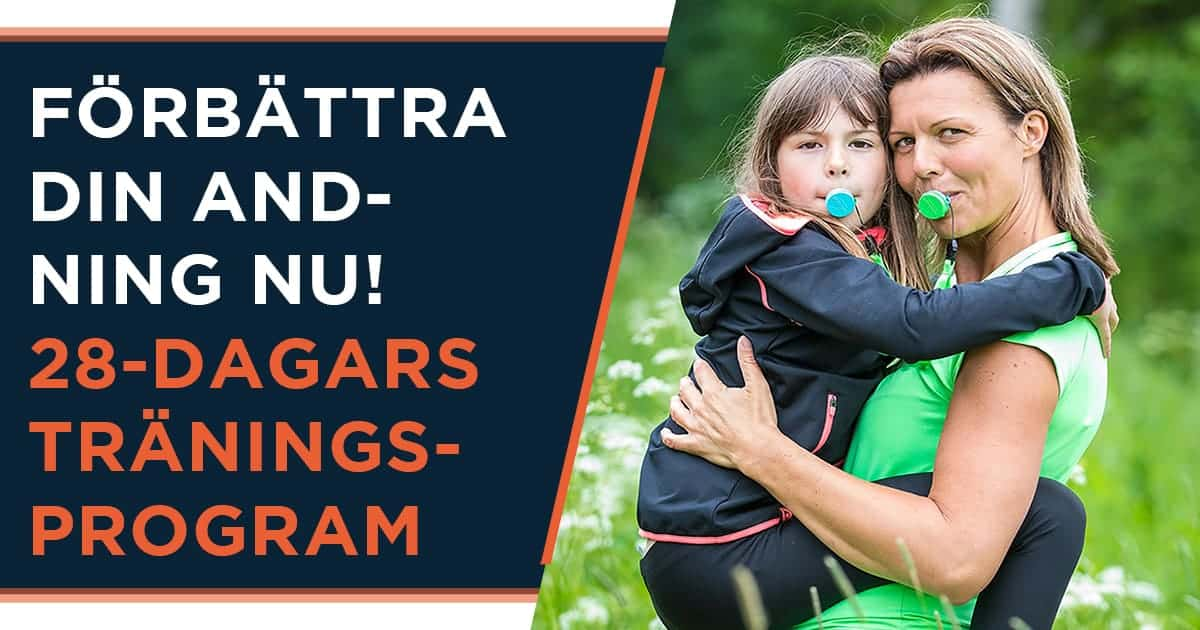 FÖRBÄTTRA
DIN AND-
NING NU!
28-DAGARS
TRÄNINGS-
PROGRAM